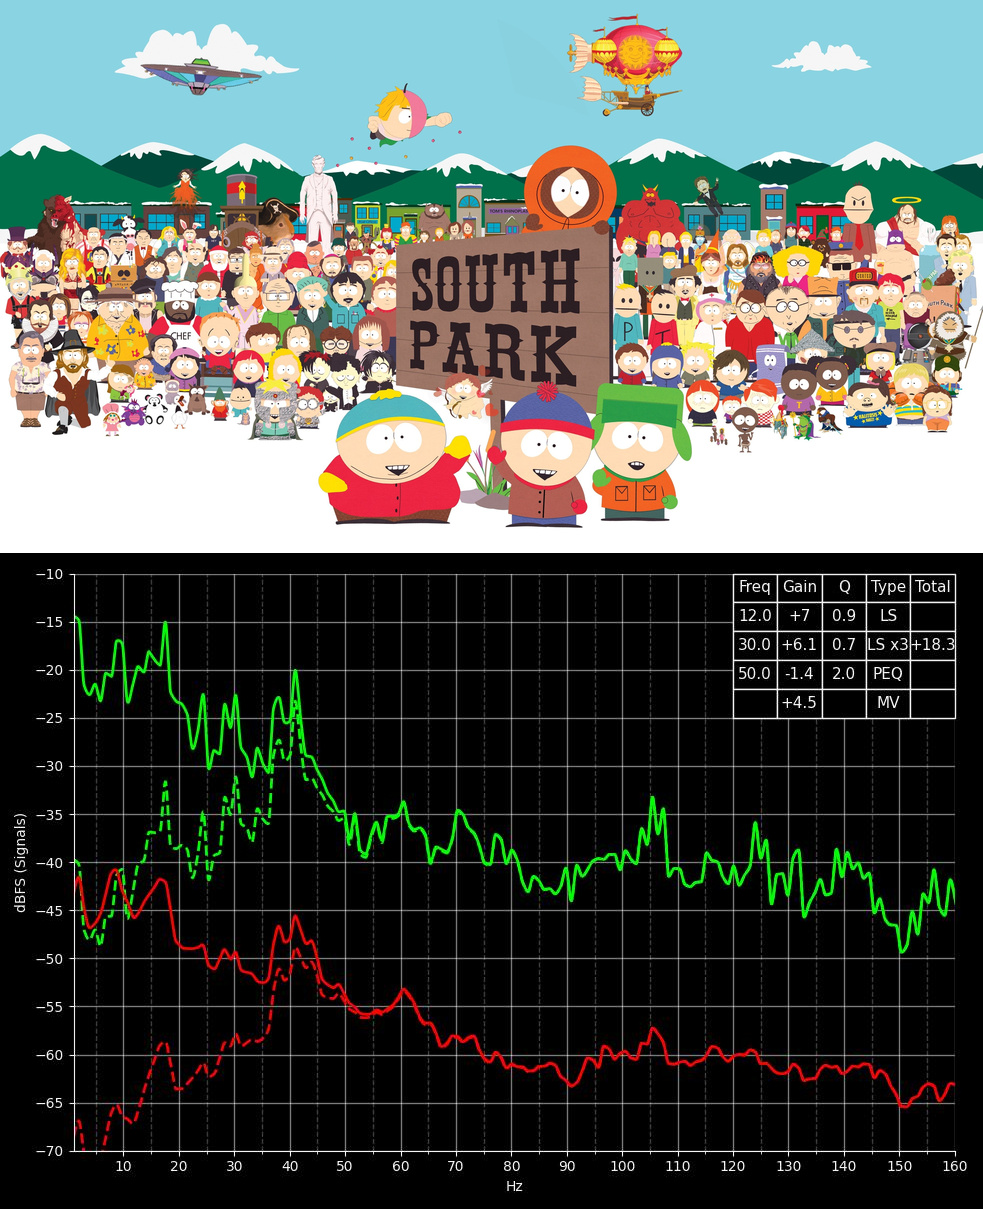 TOM'S RHINOPLASTY
SOUTH
PARK
CHEF
P
T
−10
−15
−20
−25
−30
−35
−40
−45
−50
−55
−60
−65
−70
dBFS (Signals)
Freq Gain Q Type Total
12.0 +7 0.9 LS
30.0 +6.1 0.7 LS x3 +18.3
50.0 -1.4 2.0 PEQ
+4.5 MV
10 20 30 40 50 60 70 80 90 100 110 120 130 140 150 160
Hz